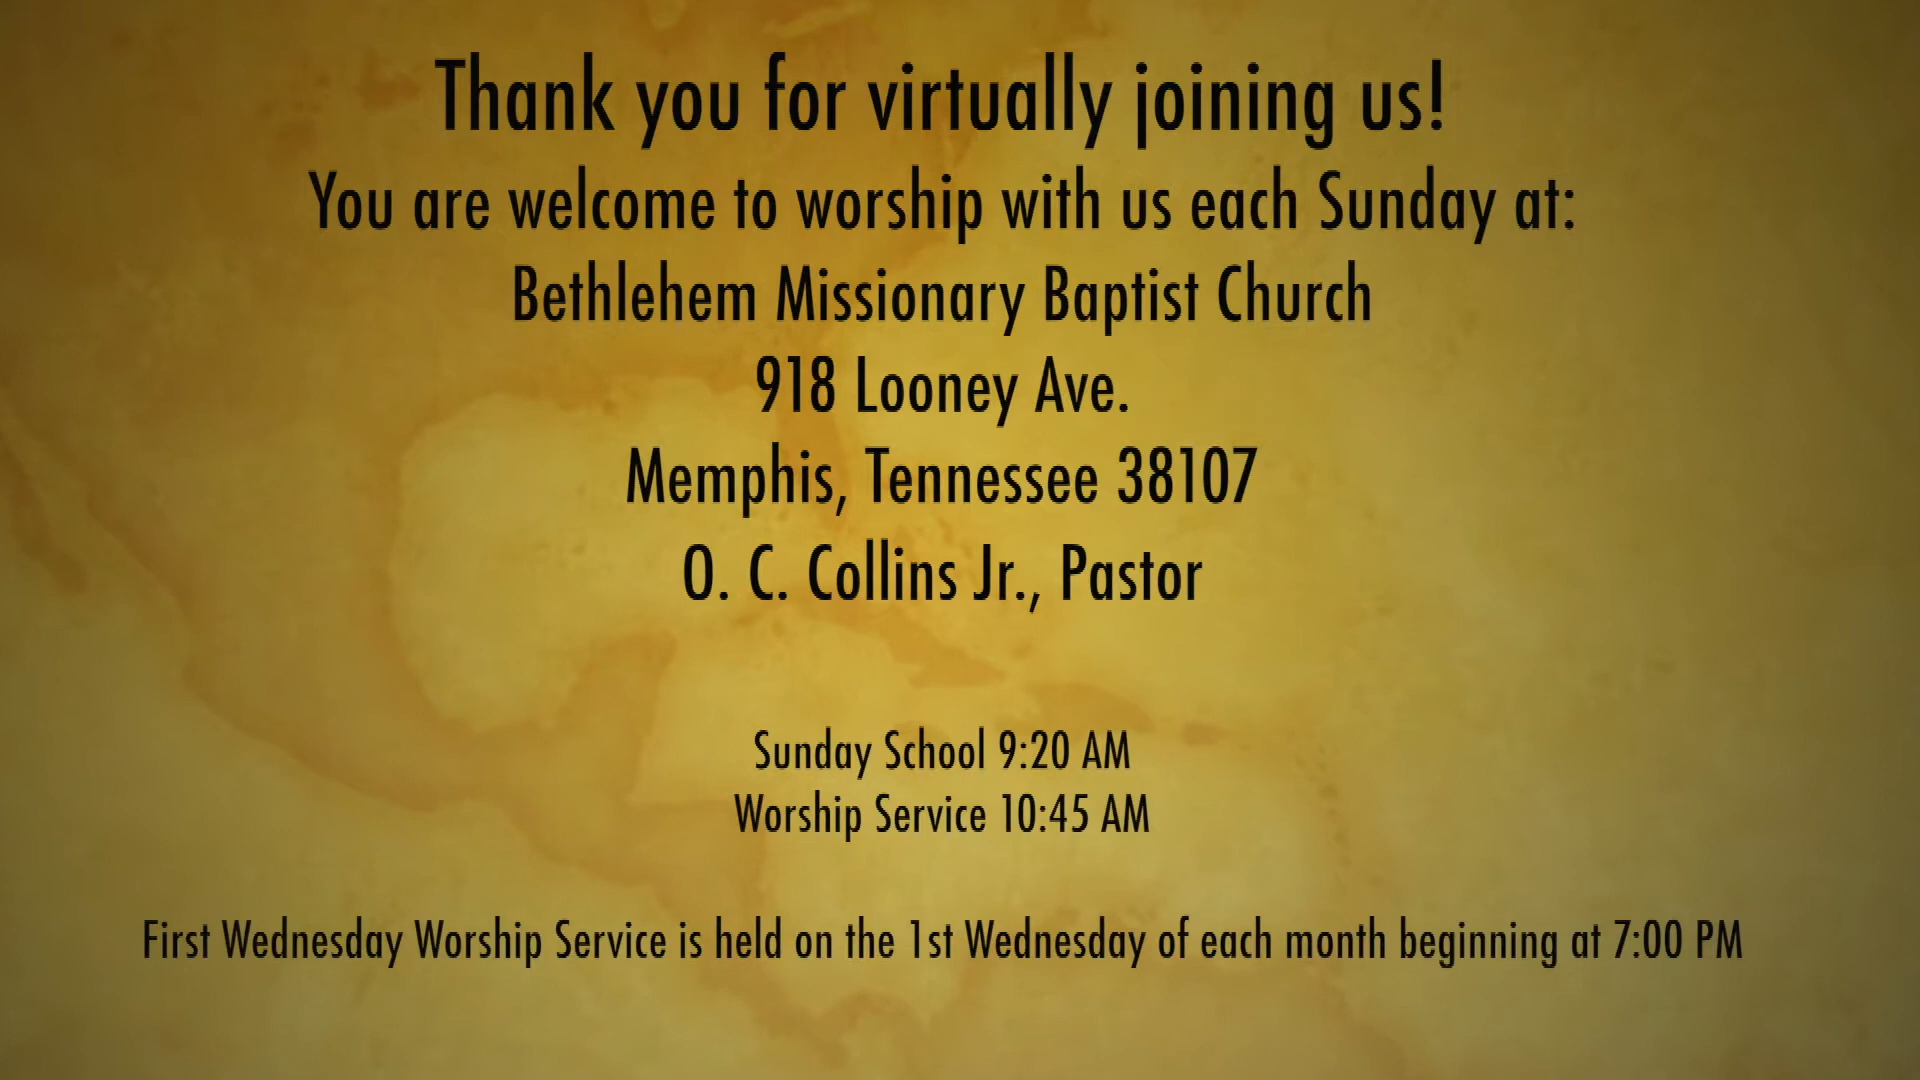 Thank you for virtually joining us!
You are welcome to worship with us each Sunday at:
Bethlehem Missionary Baptist Church
918 Looney Ave.
Memphis, Tennessee 38107
O. C. Collins Jr., Pastor
Sunday School 9:20 AM
Worship Service 10:45 AM
First Wednesday Worship Service is held on the 1st Wednesday of each month beginning at 7:00 PM